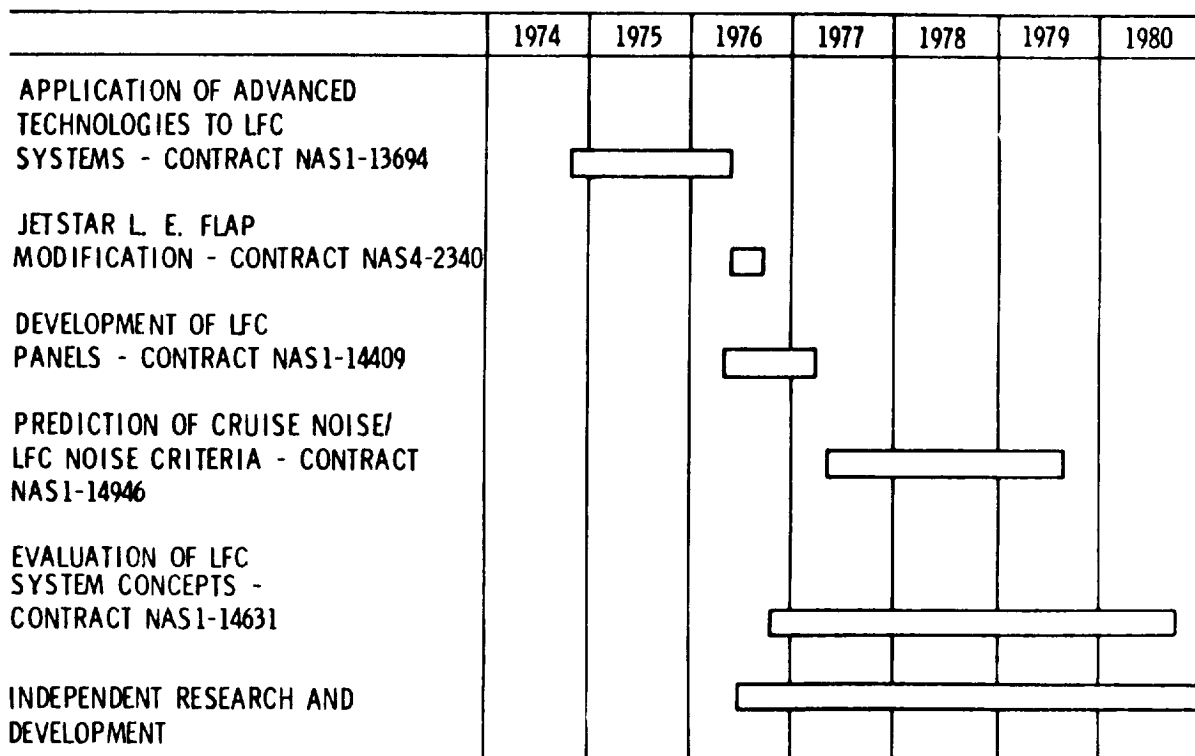 1974 1975 1976 1977 1978 1979 1980
APPLICATION OF ADVANCED
TECHNOLOGIES TO LFC
SYSTEMS - CONTRACT NAS1-13694
JETSTAR L. E. FLAP
MODIFICATION - CONTRACT NAS4-2340
DEVELOPMENT OF LFC
PANELS - CONTRACT NAS1-14409
PREDICTION OF CRUISE NOISE/
LFC NOISE CRITERIA - CONTRACT
NAS1-14946
EVALUATION OF LFC
SYSTEM CONCEPTS -
CONTRACT NAS1-14631
INDEPENDENT RESEARCH AND
DEVELOPMENT